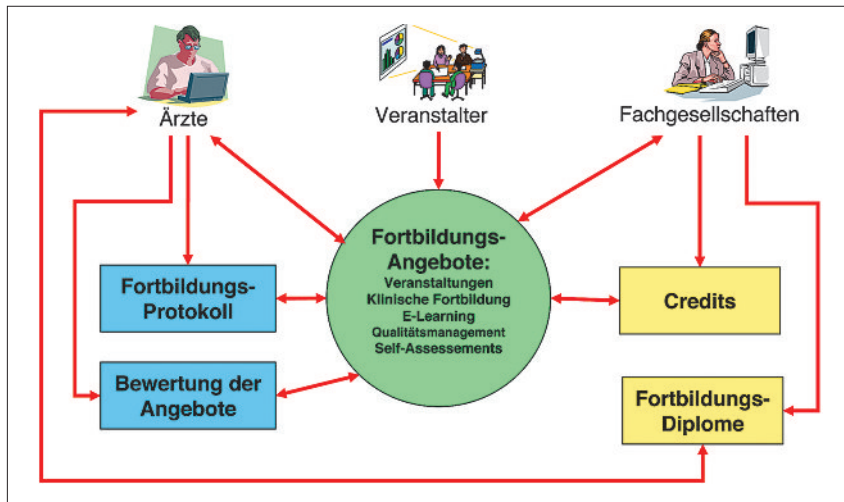 Ärzte
Veranstalter
Fachgesellschaften
Fortbildungs-
Angebote:
Veranstaltungen
Klinische Fortbildung
E-Learning
Qualitätsmanagement
Self-Assessements
Fortbildungs-
Protokoll
Bewertung der
Angebote
Credits
Fortbildungs-
Diplome